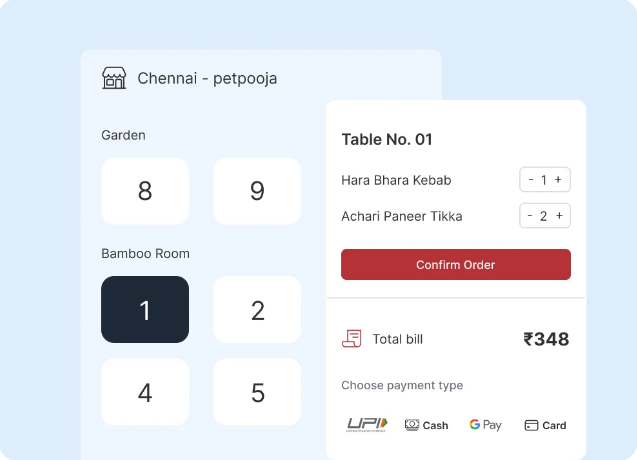 Chennai - petpooja
Garden
8 9
Bamboo Room
1 2
4 5
Table No. 01
Hara Bhara Kebab - 1 +
Achari Paneer Tikka - 2 +
Confirm Order
Total bill ₹348
Choose payment type
UPI Cash G Pay Card